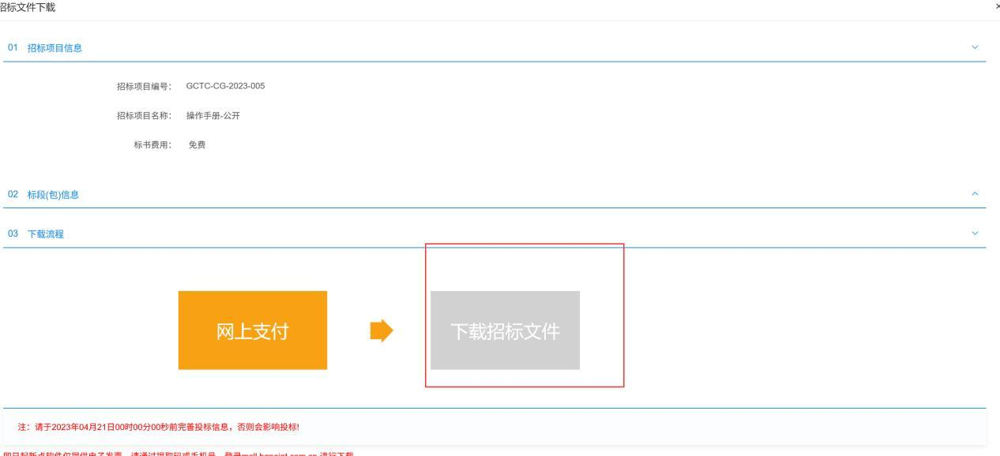 招标文件下载
01 招标项目信息
招标项目编号： GCTC-CG-2023-005
招标项目名称： 操作手册-公开
标书费用： 免费
02 标段(包)信息
03 下载流程
网上支付
下载招标文件
注：请于2023年04月21日00时00分00秒前完善投标信息，否则会影响投标!
即日起新点软件仅提供电子发票，请通过提取码或手机号，登录mall.bqpoint.com.cn 进行下载